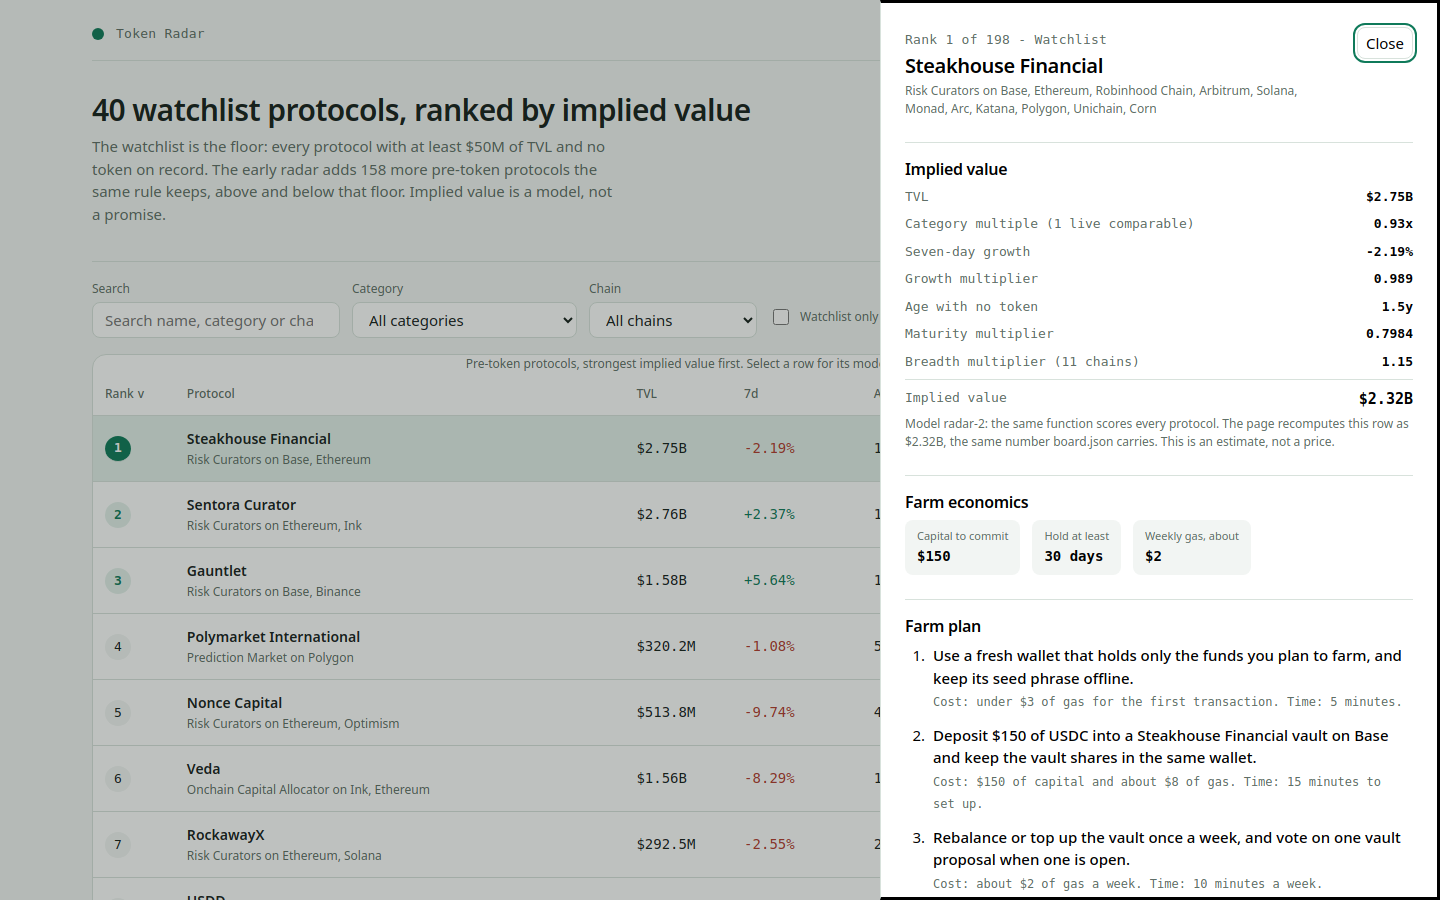 Token Radar
40 watchlist protocols, ranked by implied value
The watchlist is the floor: every protocol with at least $50M of TVL and no
token on record. The early radar adds 158 more pre-token protocols the
same rule keeps, above and below that floor. Implied value is a model, not
a promise.
Search
Category
Chain
Search name, category or cha
All categories
All chains
Watchlist only
Pre-token protocols, strongest implied value first. Select a row for its mod
Rank v
Protocol
TVL
7d
A
1
Steakhouse Financial
Risk Curators on Base, Ethereum
$2.75B
-2.19%
1
2
Sentora Curator
Risk Curators on Ethereum, Ink
$2.76B
+2.37%
1
3
Gauntlet
Risk Curators on Base, Binance
$1.58B
+5.64%
1
4
Polymarket International
Prediction Market on Polygon
$320.2M
-1.08%
5
5
Nonce Capital
Risk Curators on Ethereum, Optimism
$513.8M
-9.74%
4
6
Veda
Onchain Capital Allocator on Ink, Ethereum
$1.56B
-8.29%
1
7
RockawayX
Risk Curators on Ethereum, Solana
$292.5M
-2.55%
2
USDD
Rank 1 of 198 - Watchlist
Close
Steakhouse Financial
Risk Curators on Base, Ethereum, Robinhood Chain, Arbitrum, Solana,
Monad, Arc, Katana, Polygon, Unichain, Corn
Implied value
TVL
$2.75B
Category multiple (1 live comparable)
0.93x
Seven-day growth
-2.19%
Growth multiplier
0.989
Age with no token
1.5y
Maturity multiplier
0.7984
Breadth multiplier (11 chains)
1.15
Implied value
$2.32B
Model radar-2: the same function scores every protocol. The page recomputes this row as
$2.32B, the same number board.json carries. This is an estimate, not a price.
Farm economics
Capital to commit
$150
Hold at least
30 days
Weekly gas, about
$2
Farm plan
1. Use a fresh wallet that holds only the funds you plan to farm, and
keep its seed phrase offline.
Cost: under $3 of gas for the first transaction. Time: 5 minutes.
2. Deposit $150 of USDC into a Steakhouse Financial vault on Base
and keep the vault shares in the same wallet.
Cost: $150 of capital and about $8 of gas. Time: 15 minutes to
set up.
3. Rebalance or top up the vault once a week, and vote on one vault
proposal when one is open.
Cost: about $2 of gas a week. Time: 10 minutes a week.